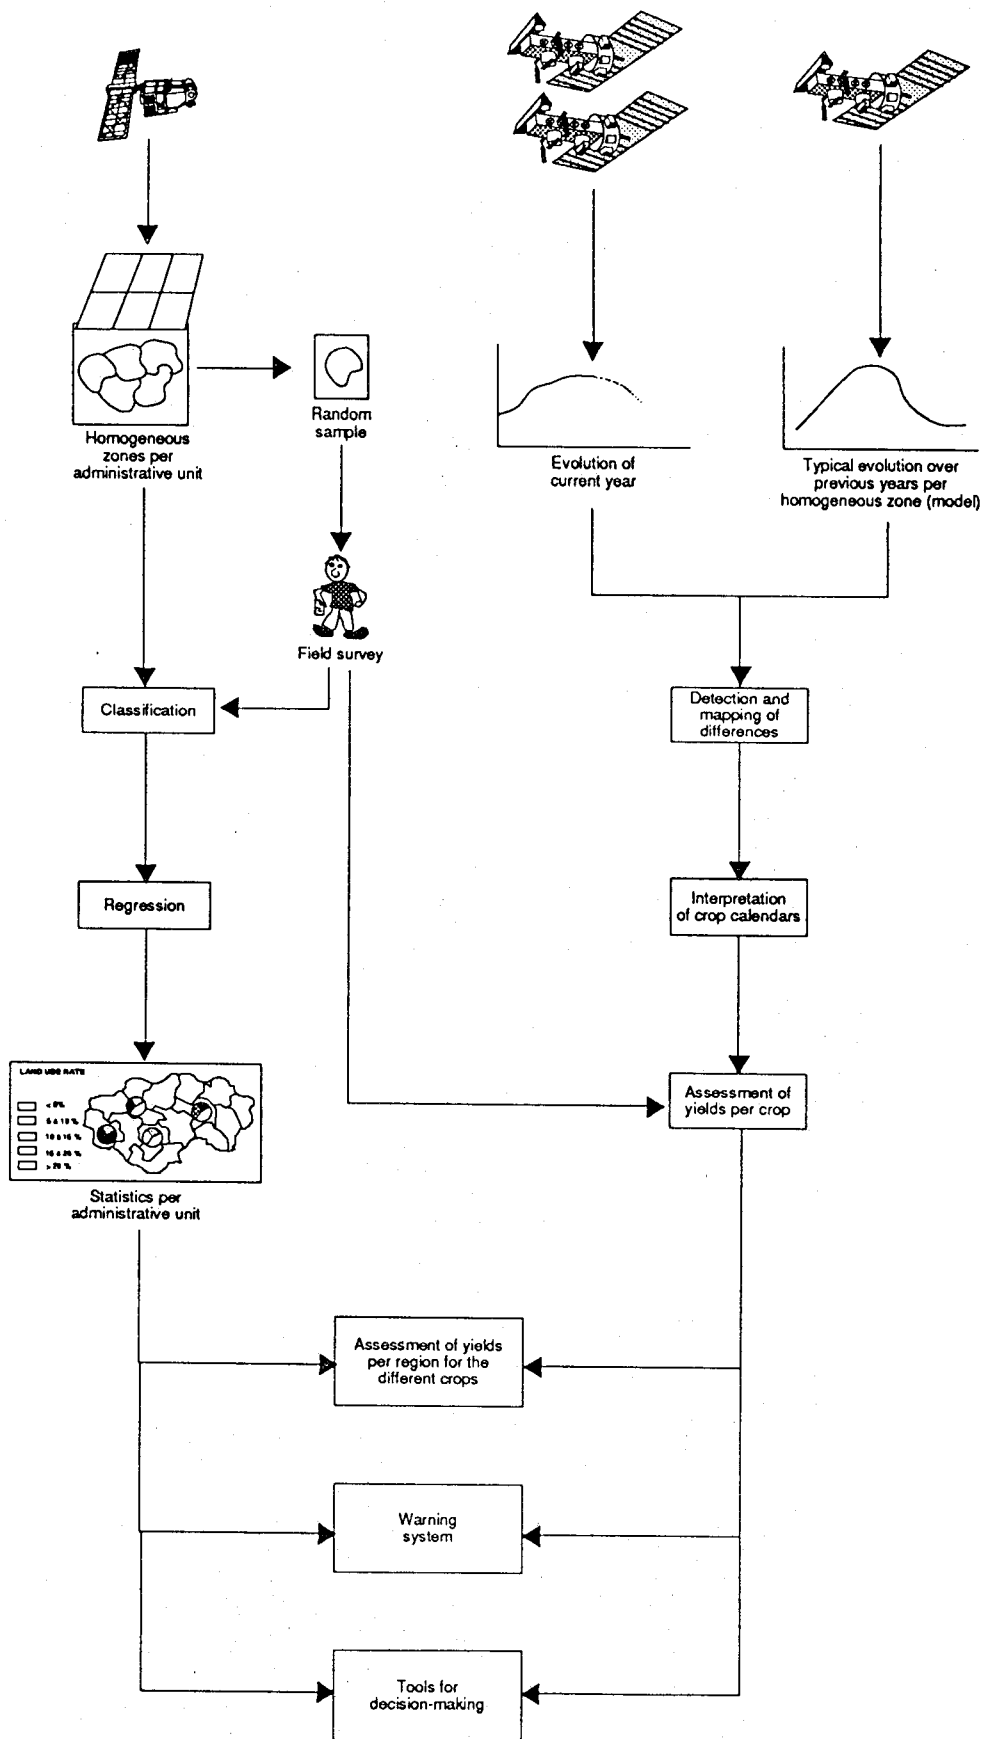 Random
sample
Homogeneous
zones per
administrative unit
Evolution of
current year
Typical evolution over
previous years per
homogeneous zone (model)
Field survey
Classification
Detection and
mapping of
differences
Regression
Interpretation
of crop calendars
LAND USE RATE
Assessment of
yields per crop
Statistics per
administrative unit
Assessment of yields
per region for the
different crops
Warning
system
Tools for
decision-making